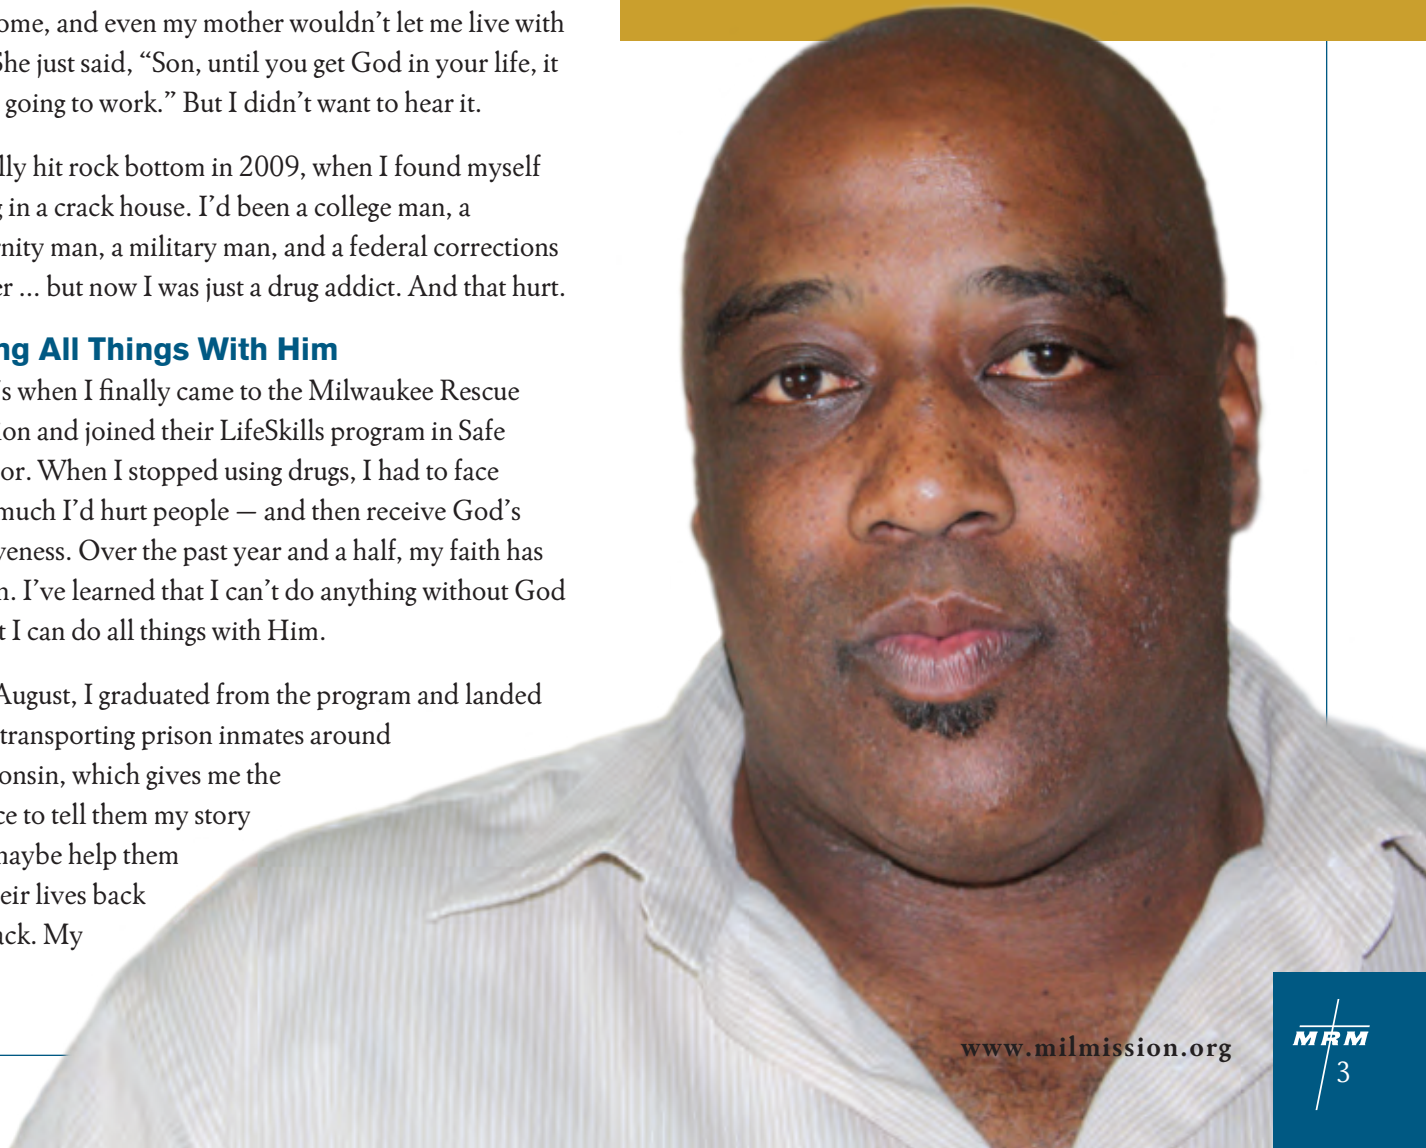 ome, and even my mother wouldn’t let me live with
She just said, “Son, until you get God in your life, it
going to work.” But I didn’t want to hear it.
lly hit rock bottom in 2009, when I found myself
g in a crack house. I’d been a college man, a
rnity man, a military man, and a federal corrections
er ... but now I was just a drug addict. And that hurt.
ng All Things With Him
’s when I finally came to the Milwaukee Rescue
ion and joined their LifeSkills program in Safe
or. When I stopped using drugs, I had to face
much I’d hurt people — and then receive God’s
veness. Over the past year and a half, my faith has
n. I’ve learned that I can’t do anything without God
t I can do all things with Him.
August, I graduated from the program and landed
transporting prison inmates around
onsin, which gives me the
ce to tell them my story
maybe help them
eir lives back
ack. My
www.milmission.org
MRM
3